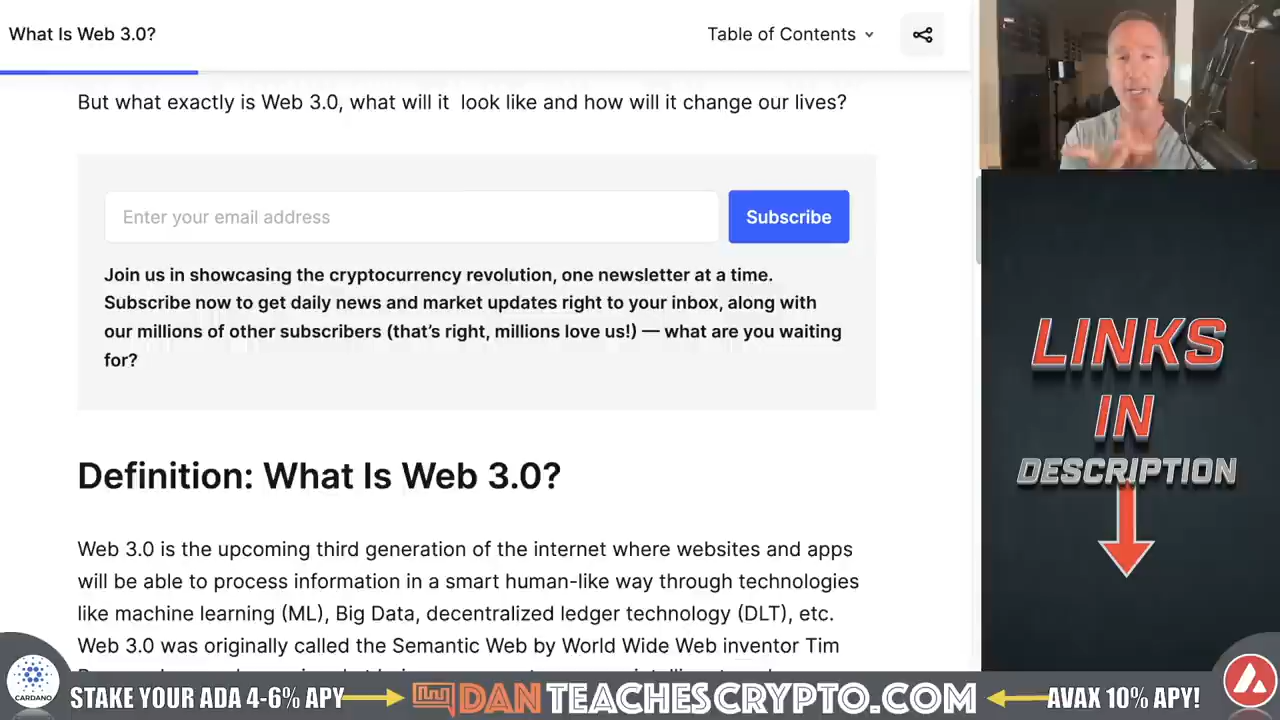 What Is Web 3.0?
Table of Contents
But what exactly is Web 3.0, what will it look like and how will it change our lives?
Enter your email address
Subscribe
Join us in showcasing the cryptocurrency revolution, one newsletter at a time.
Subscribe now to get daily news and market updates right to your inbox, along with
our millions of other subscribers (that's right, millions love us!) — what are you waiting
for?
Definition: What Is Web 3.0?
Web 3.0 is the upcoming third generation of the internet where websites and apps
will be able to process information in a smart human-like way through technologies
like machine learning (ML), Big Data, decentralized ledger technology (DLT), etc.
Web 3.0 was originally called the Semantic Web by World Wide Web inventor Tim
LINKS
IN
DESCRIPTION
CARDANO
STAKE YOUR ADA 4-6% APY
DANTEACHESCRYPTO.COM
AVAX 10% APY!